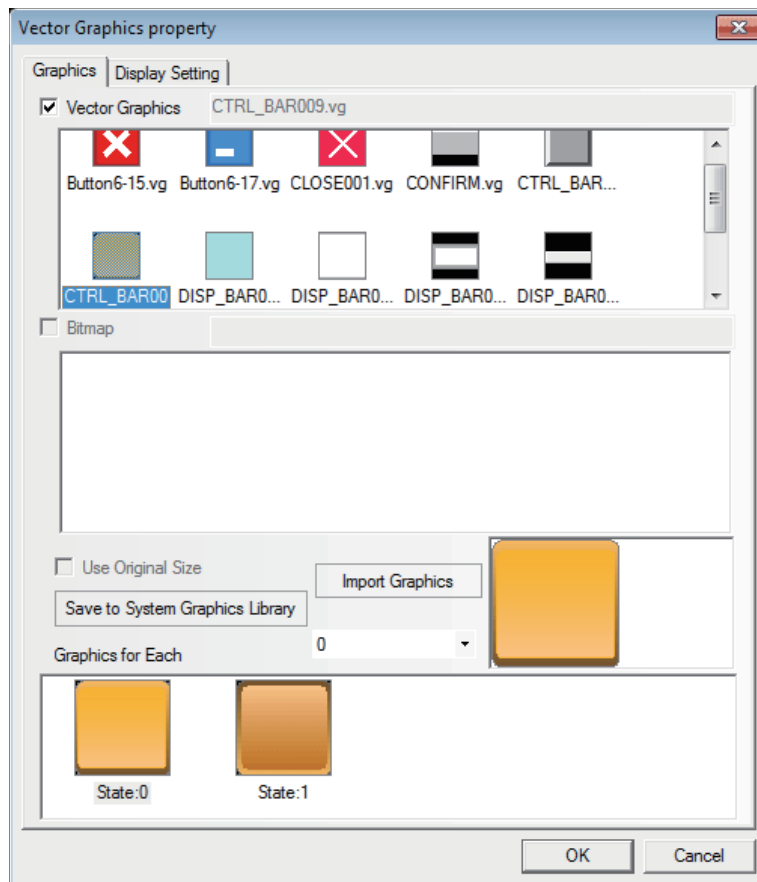 Vector Graphics property
Graphics Display Setting
Vector Graphics CTRL_BAR009.vg
Button6-15.vg Button6-17.vg CLOSE001.vg CONFIRM.vg CTRL_BAR...
CTRL_BAR00 DISP_BAR0... DISP_BAR0... DISP_BAR0... DISP_BAR0...
Bitmap
Use Original Size
Import Graphics
Save to System Graphics Library
0
Graphics for Each
State:0 State:1
OK Cancel